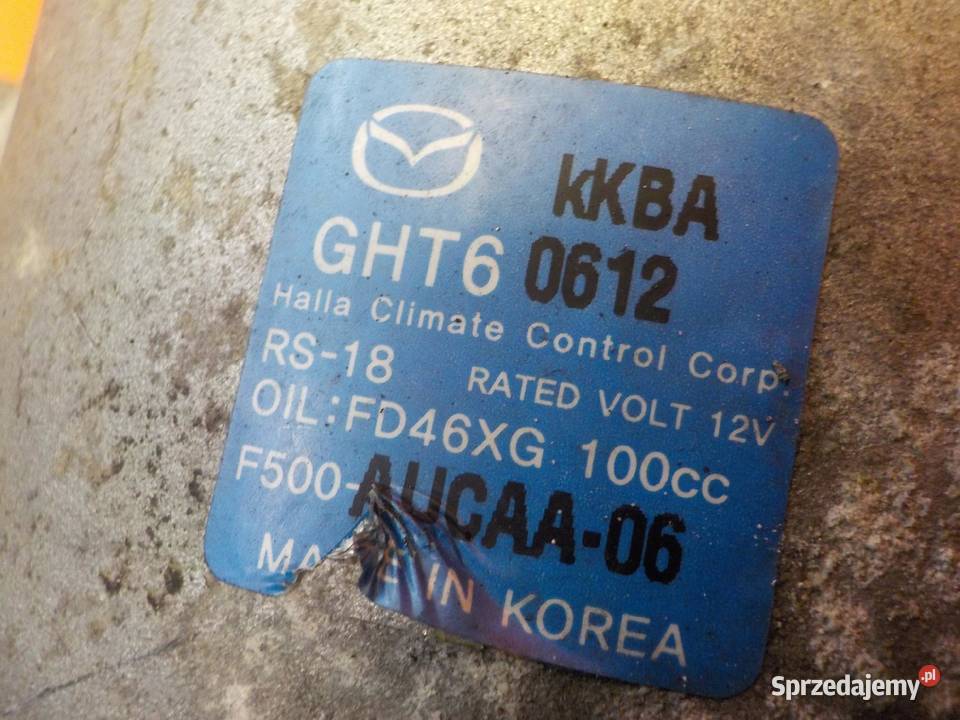 kKBA
GHT6 0612
Halla Climate Control Corp.
RS-18 RATED VOLT 12V
OIL:FD46XG 100cc
F500-AUCAA-06
IN KOREA
Sprzedajemy.pl